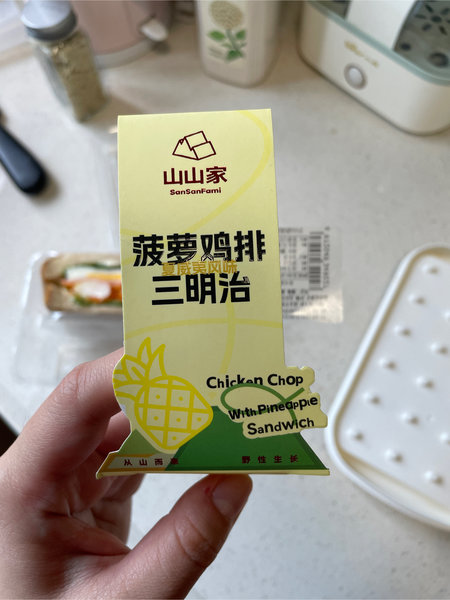 山山家
SanSanFami
菠萝鸡排
夏威夷风味
三明治
Chicken Chop
With Pineapple
Sandwich
从山而来
野性生长